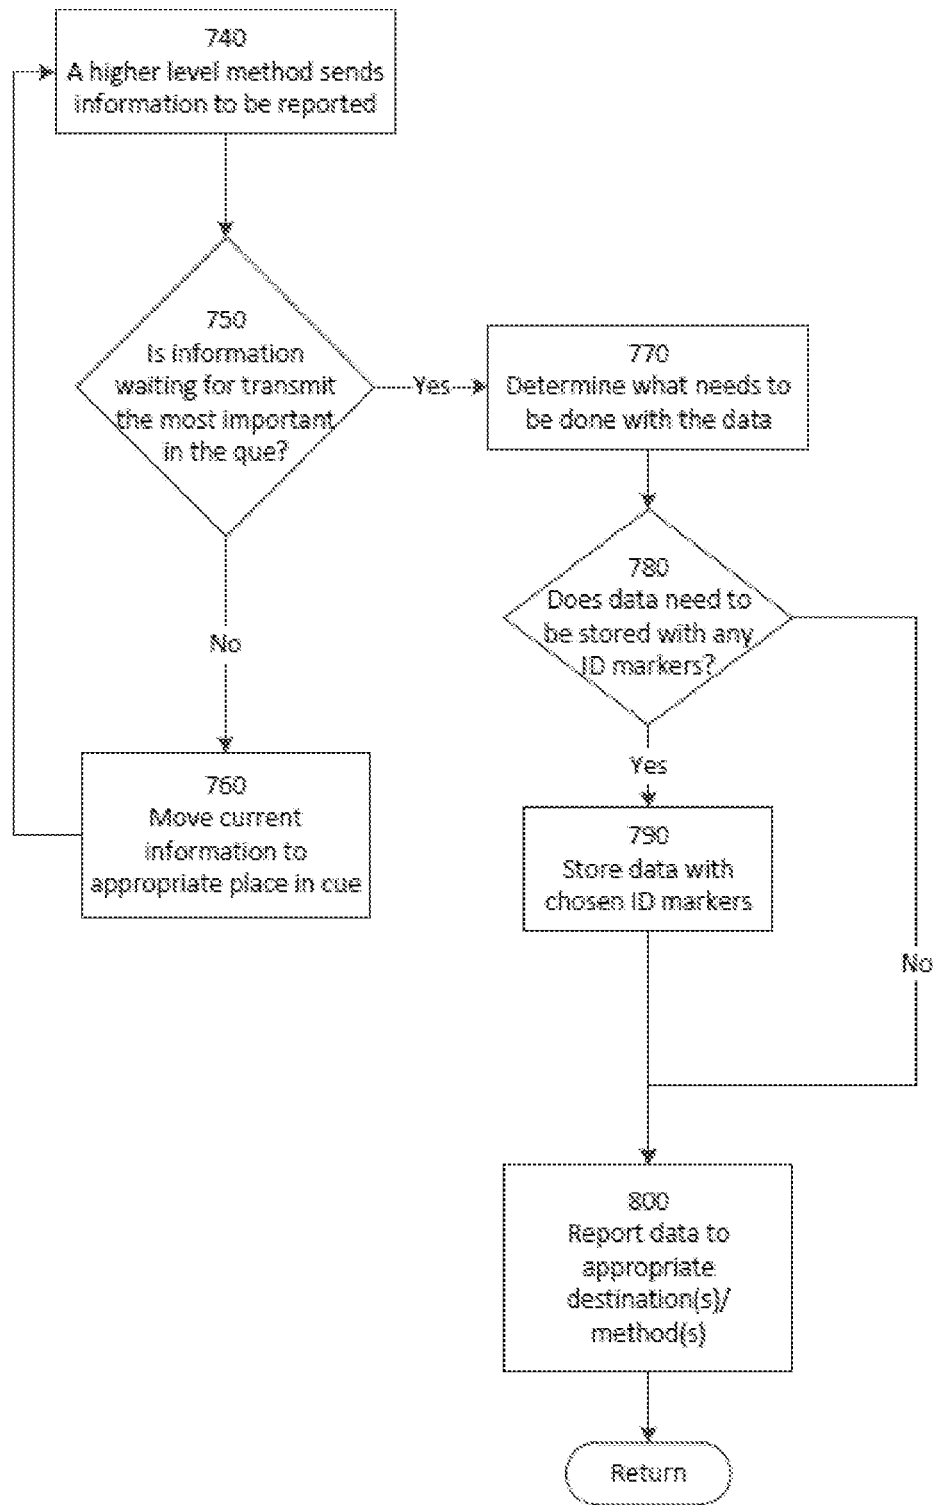 740
A higher level method sends
information to be reported
750
Is information
waiting for transmit
the most important
in the que?
Yes
770
Determine what needs to
be done with the data
No
760
Move current
information to
appropriate place in cue
780
Does data need to
be stored with any
ID markers?
Yes
790
Store data with
chosen ID markers
No
800
Report data to
appropriate
destination(s)/
method(s)
Return